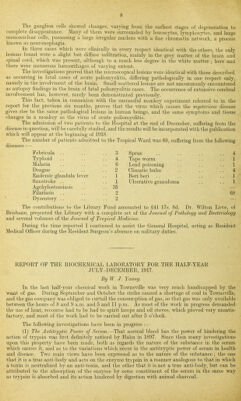 8
The ganglion cells showed changes, varying from the earliest stages of degeneration to
complete disappearance. Many of them were surrounded by leucocytes, lymphocytes, and large
mononuclear cells, possessing a large irregular nucleus with a fine chromatin network, a process
known as neuronophagia.
In three cases which were clinically in every respect identical with the others, the only
lesions found were a slight but diffuse infiltration, mainly in the grey matter of the brain and
spinal cord, which was present, although to a much less degree in the white matter; here and
there were numerous hæmorrhages of varying extent.
The investigations proved that the microscopical lesions were identical with those described,
as occurring in fatal cases of acute poliomyelitis, differing pathologically in one respect only,
namely in the involvement of the brain. Small scattered lesions are not uncommonly encountered
as autopsy findings in the brain of fatal poliomyelitis cases. The occurrence of extensive cerebral
involvement has, however, rarely been demonstrated previously.
This fact, taken in connexion with the successful monkey experiment referred to in the
report for the previous six months, proves that the virus which causes the mysterious disease
gives rise to the same pathological lesions in human beings, and the same symptoms and tissue
changes in a monkey as the virus of acute poliomyelitis.
The admission of two patients to the Hospital at the end of December, suffering from the
disease in question, will be carefully studied, and the results will be incorporated with the publication
which will appear at the beginning of 1918.
The number of patients admitted to the Tropical Ward was 69, suffering from the following
diseases:—
Febricula 5
Typhoid 4
Malaria 6
Dengue 2
Endemic glandular fever 1
Sunstroke 1
Agchylostomiasis 35
Filariasis 2
Dysentery 2
Sprue 4
Tape worm 1
Lead poisoning 1
Climatic bubo 4
Beri beri 1
Ulcerative granuloma
69
The contributions to the Library Fund amounted to £41 17s. 8d. Dr. Wilton Love, of
Brisbane, presented the Library with a complete set of the Journal of Pathology and Bacteriology
and several volumes of the Journal of Tropical Medicine.
During the time reported I continued to assist the General Hospital, acting as Resident
Medical Officer during the Resident Surgeon's absence on military duties.
REPORT OF THE BIOCHEMICAL LABORATORY FOR THE HALF-YEAR
JULY-DECEMBER, 1917.
By W. J. Young.
In the last half-year chemical work in Townsville was very much handicapped by the
want of gas. During September and October the strike caused a shortage of coal in Townsville,
and the gas company was obliged to curtail the consumption of gas, so that gas was only available
between the hours of 8 and 9 a.m. and 5 and 11 p.m. As most of the work in progress demanded
the use of heat, recourse had to be had to spirit lamps and oil stoves, which proved very unsatis-
factory, and most of the work had to be carried out after 5 o'clock.
The following investigations have been in progress:—
(1) The Antitryptic Power of Serum.—That normal blood has the power of hindering the
action of trypsin was first definitely noticed by Hahn in 1897. Since then many investigations
upon this property have been made, both as regards the nature of the substance in the serum
which causes it, and as to the variations which occur in the antitryptic power of serum in health
and disease. Two main views have been expressed as to the nature of the substance; the one
that it is a true anti-body and acts on the enzyme trypsin in a manner analogous to that in which
a toxin is neutralized by an anti-toxin, and the other that it is not a true anti-body, but can be
attributed to the absorption of the enzyme by some constituent of the serum in the same way
as trypsin is absorbed and its action hindered by digestion with animal charcoal.